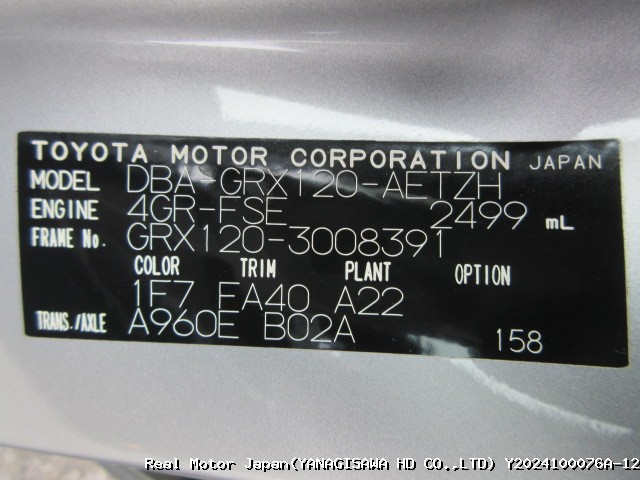 TOYOTA MOTOR CORPORATION JAPAN
MODEL DBA-GRX120-AETZH
ENGINE 4GR-FSE 2499 mL
FRAME No. GRX120-3008391
COLOR TRIM PLANT OPTION
1F7 FA40 A22
TRANS./AXLE A960E B02A 158
Real Motor Japan(YANAGISAWA HD CO.,LTD) Y2024100076A-12